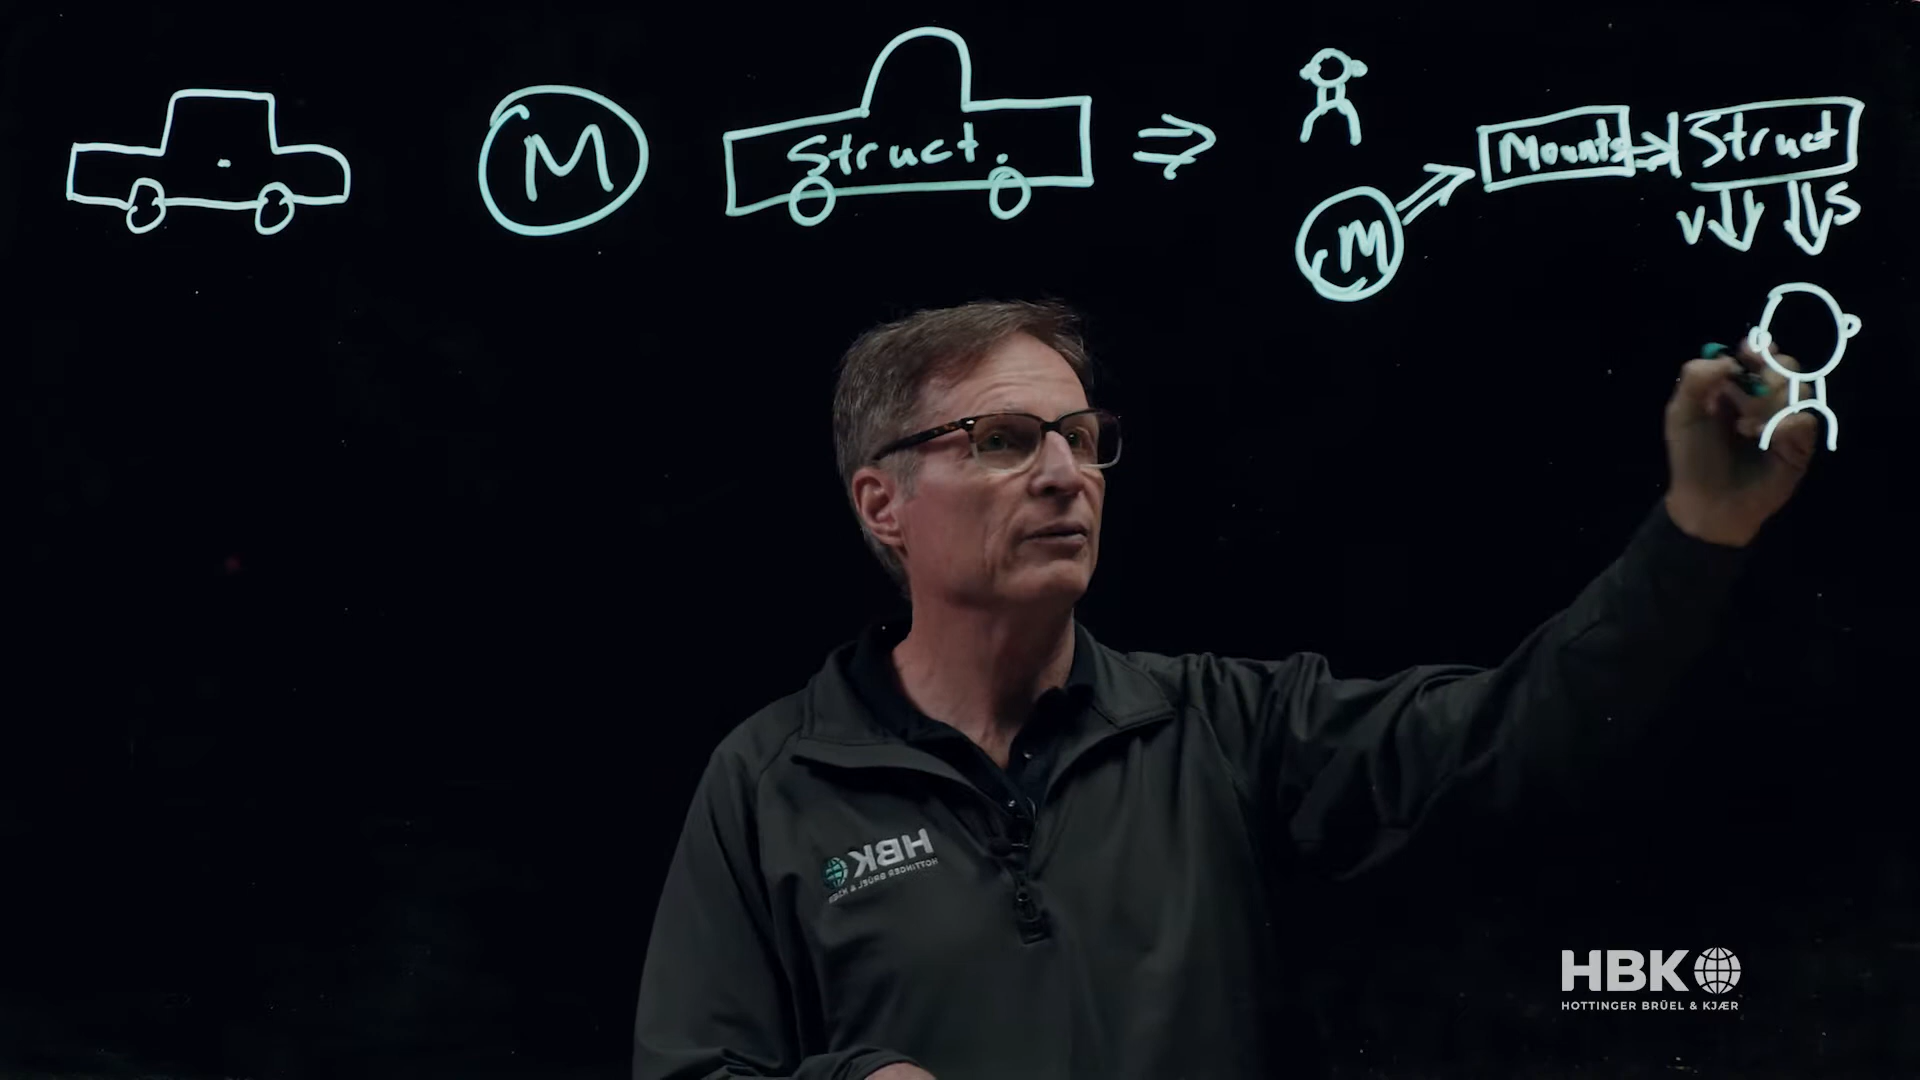 M
Struct.
M
Mounts
Struct
V
S
HBK
HOTTINGER BRÜEL & KJÆR
HBK
HOTTINGER BRÜEL & KJÆR